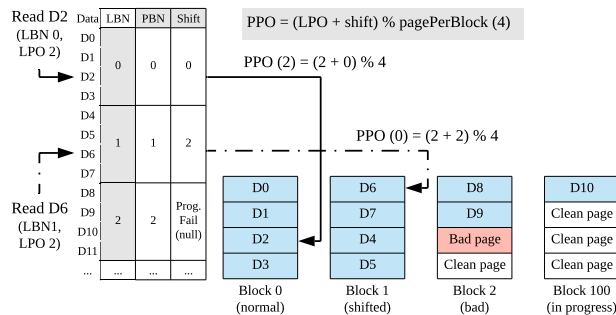 Read D2
(LBN 0,
LPO 2)
Read D6
(LBN1,
LPO 2)
Data LBN PBN Shift
D0
D1
D2
D3
0 0 0
D4
D5
D6
D7
1 1 2
D8
D9
D10
D11
2 2 Prog.
Fail
(null)
... ... ... ...
PPO = (LPO + shift) % pagePerBlock (4)
PPO (2) = (2 + 0) % 4
PPO (0) = (2 + 2) % 4
D0
D1
D2
D3
Block 0
(normal)
D6
D7
D4
D5
Block 1
(shifted)
D8
D9
Bad page
Clean page
Block 2
(bad)
D10
Clean page
Clean page
Clean page
Block 100
(in progress)